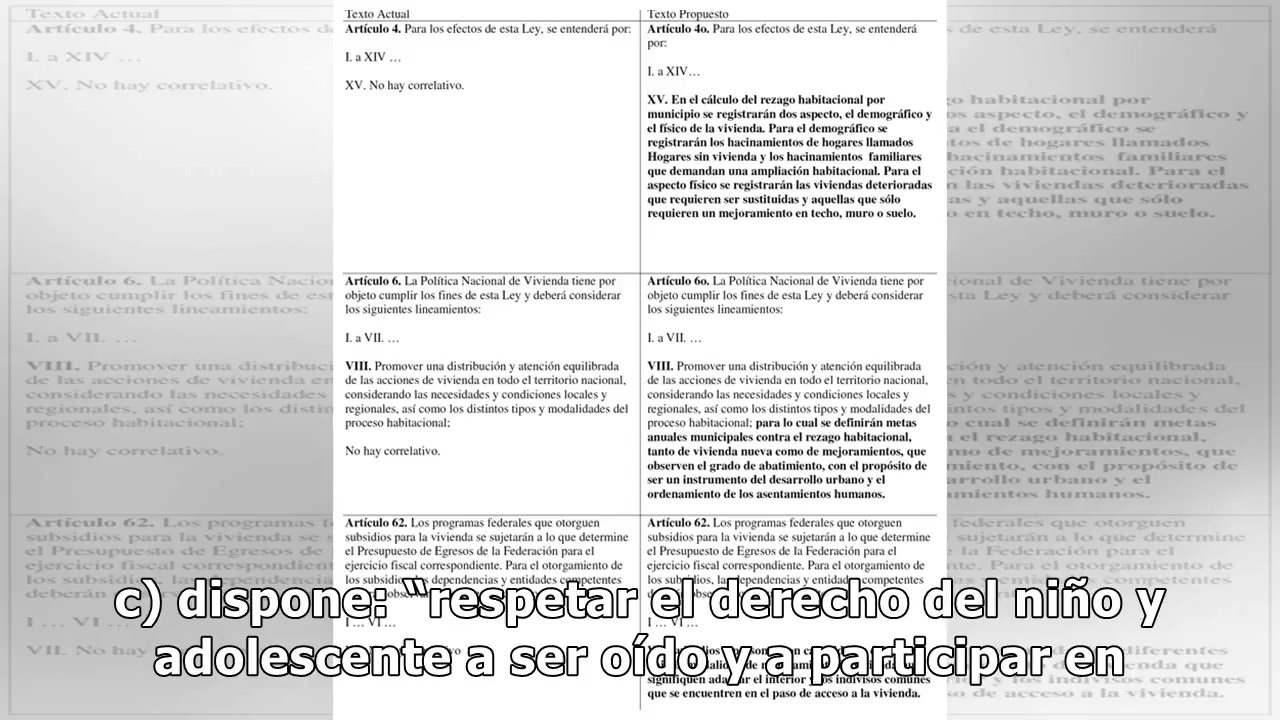 Texto Actual
Artículo 4. Para los efectos de esta Ley, se entenderá por:
I. a XIV …
XV. No hay correlativo.
Texto Propuesto
Artículo 4o. Para los efectos de esta Ley, se entenderá
por:
I. a XIV…
XV. En el cálculo del rezago habitacional por
municipio se registrarán dos aspecto, el demográfico y
el físico de la vivienda. Para el demográfico se
registrarán los hacinamientos de hogares llamados
Hogares sin vivienda y los hacinamientos familiares
que demandan una ampliación habitacional. Para el
aspecto físico se registrarán las viviendas deterioradas
que requieren ser sustituidas y aquellas que sólo
requieren un mejoramiento en techo, muro o suelo.
Artículo 6. La Política Nacional de Vivienda tiene por
objeto cumplir los fines de esta Ley y deberá considerar
los siguientes lineamientos:
I. a VII. …
VIII. Promover una distribución y atención equilibrada
de las acciones de vivienda en todo el territorio nacional,
considerando las necesidades y condiciones locales y
regionales, así como los distintos tipos y modalidades del
proceso habitacional;
No hay correlativo.
Artículo 6o. La Política Nacional de Vivienda tiene por
objeto cumplir los fines de esta Ley y deberá considerar
los siguientes lineamientos:
I. a VII. …
VIII. Promover una distribución y atención equilibrada
de las acciones de vivienda en todo el territorio nacional,
considerando las necesidades y condiciones locales y
regionales, así como los distintos tipos y modalidades del
proceso habitacional; para lo cual se definirán metas
anuales municipales contra el rezago habitacional,
tanto de vivienda nueva como de mejoramientos, que
observen el grado de abatimiento, con el propósito de
ser un instrumento del desarrollo urbano y el
ordenamiento de los asentamientos humanos.
Artículo 62. Los programas federales que otorguen
subsidios para la vivienda se sujetarán a lo que determine
el Presupuesto de Egresos de la Federación para el
ejercicio fiscal correspondiente. Para el otorgamiento de
los subsidios, las dependencias y entidades competentes
I … VI …
Artículo 62. Los programas federales que otorguen
subsidios para la vivienda se sujetarán a lo que determine
el Presupuesto de Egresos de la Federación para el
ejercicio fiscal correspondiente. Para el otorgamiento de
los subsidios, las dependencias y entidades competentes
I … VI …
que se encuentren en el paso de acceso a la vivienda.
c) dispone: “respetar el derecho del niño y
adolescente a ser oído y a participar en